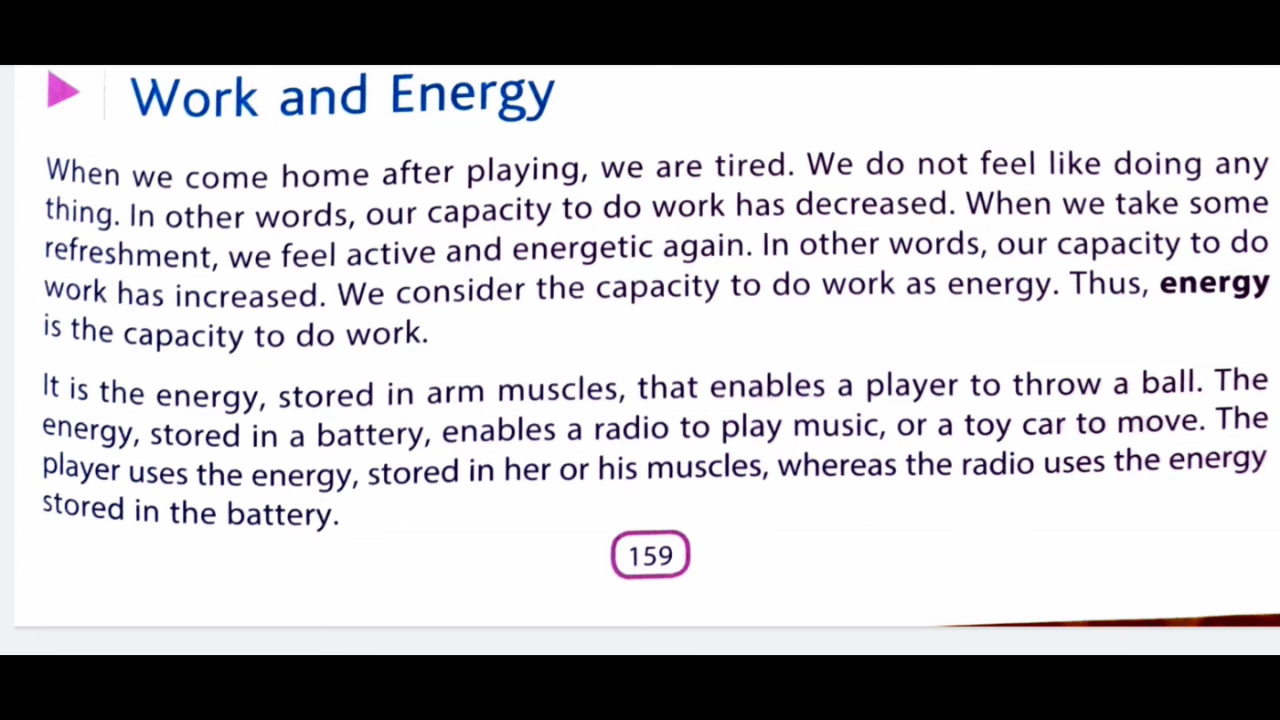 Work and Energy
When we come home after playing, we are tired. We do not feel like doing any
thing. In other words, our capacity to do work has decreased. When we take some
refreshment, we feel active and energetic again. In other words, our capacity to do
work has increased. We consider the capacity to do work as energy. Thus, energy
is the capacity to do work.
It is the energy, stored in arm muscles, that enables a player to throw a ball. The
energy, stored in a battery, enables a radio to play music, or a toy car to move. The
player uses the energy, stored in her or his muscles, whereas the radio uses the energy
stored in the battery.
159